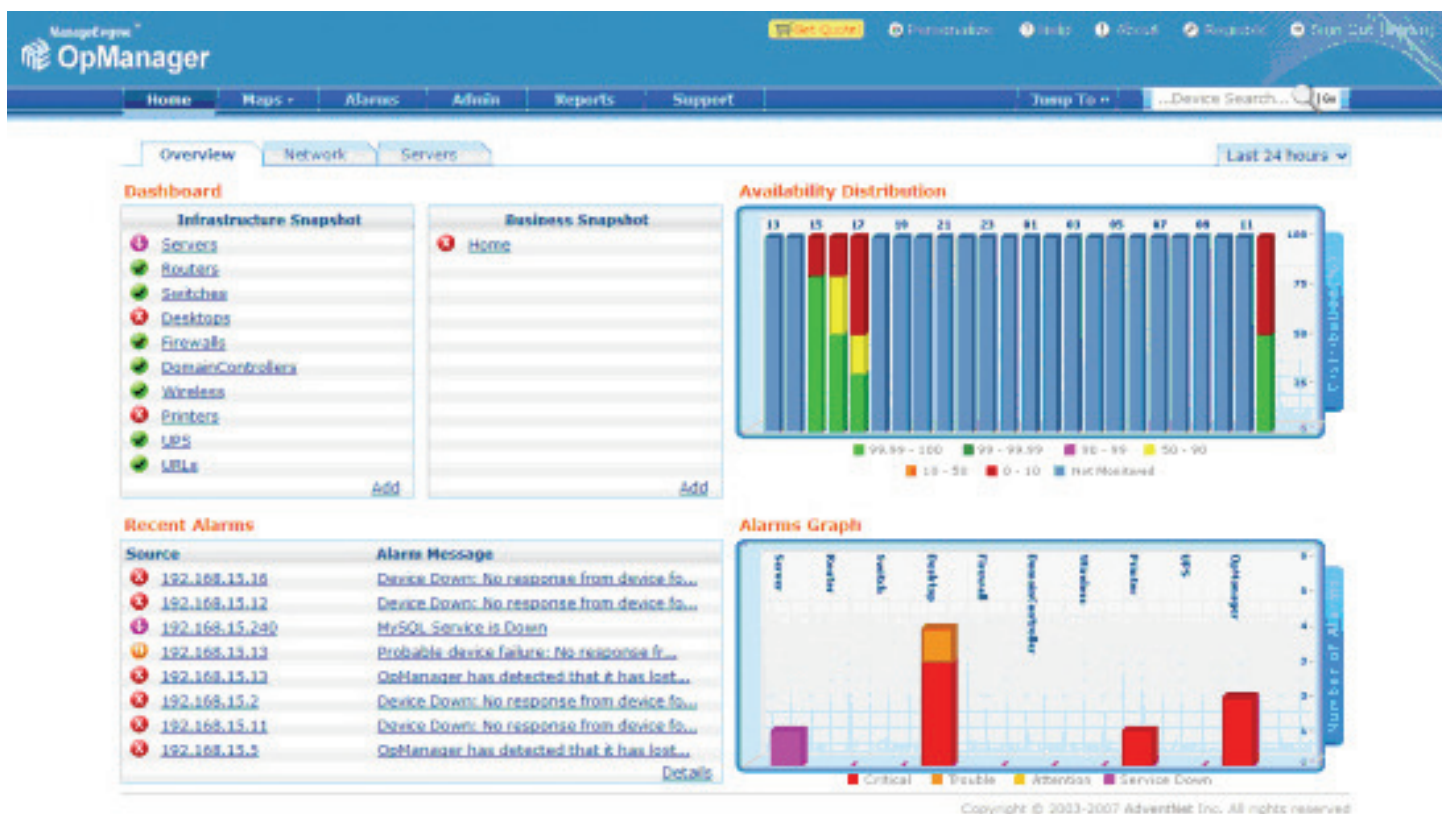 ManageEngine
OpManager
Get Quote! Personalize Help About Sign Out
Home Maps Alarms Admin Reports Support Jump To ...Device Search... Go
Overview Network Servers Last 24 hours
Dashboard
Infrastructure Snapshot
Servers
Routers
Switches
Desktops
Firewalls
DomainControllers
Wireless
Printers
UPS
URLs
Add
Business Snapshot
Home
Add
Availability Distribution
13 15 17 19 21 23 01 03 05 07 09 11
100
75
50
25
0
Distribution(%)
99.99 - 100 99 - 99.99 90 - 99 50 - 90
10 - 50 0 - 10 Not Monitored
Recent Alarms
Source Alarm Message
192.168.15.16 Device Down: No response from device fo...
192.168.15.12 Device Down: No response from device fo...
192.168.15.240 MySQL Service is Down
192.168.15.13 Probable device failure: No response fr...
192.168.15.13 OpManager has detected that it has lost...
192.168.15.2 Device Down: No response from device fo...
192.168.15.11 Device Down: No response from device fo...
192.168.15.5 OpManager has detected that it has lost...
Details
Alarms Graph
Server Router Switch Desktop Firewall DomainController Wireless Printer UPS OpManager
Number of Alarms
Critical Trouble Attention Service Down
Copyright © 2003-2007 AdventNet Inc. All rights reserved